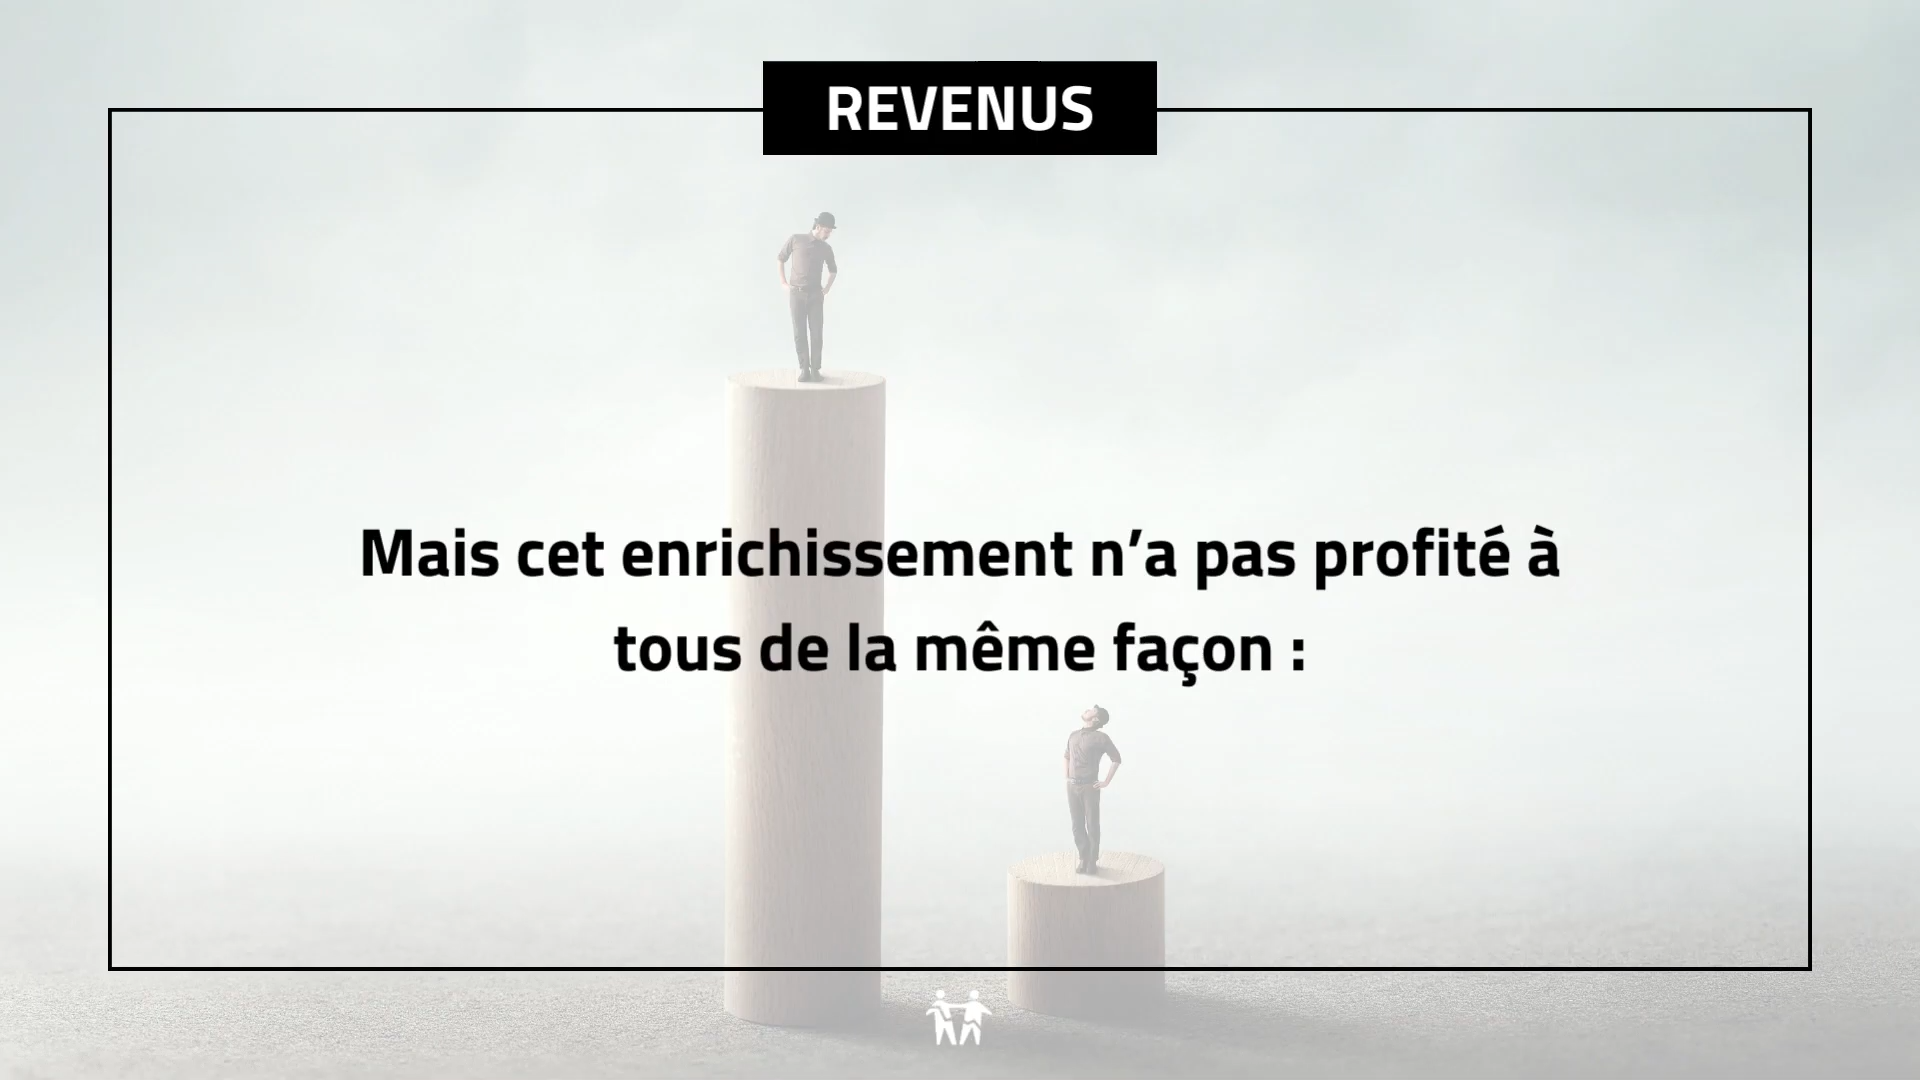 REVENUS
Mais cet enrichissement n’a pas profité à
tous de la même façon :